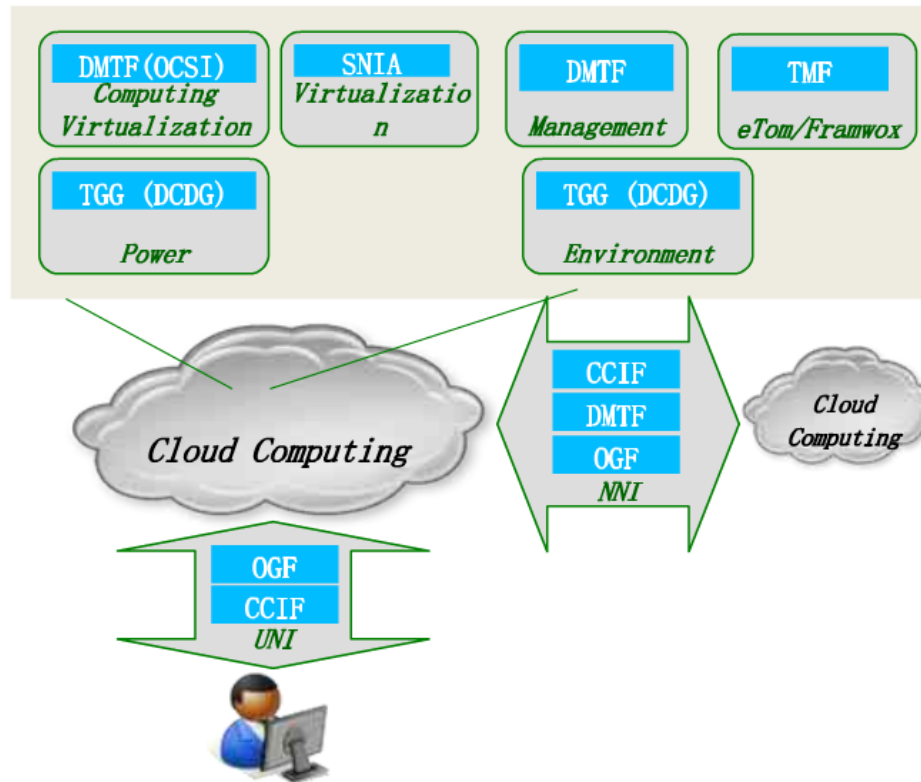 DMTF(OCSI)
Computing
Virtualization
SNIA
Virtualizatio
n
DMTF
Management
TMF
eTom/Framwox
TGG (DCDG)
Power
TGG (DCDG)
Environment
CCIF
DMTF
OGF
NNI
Cloud Computing
Cloud
Computing
OGF
CCIF
UNI